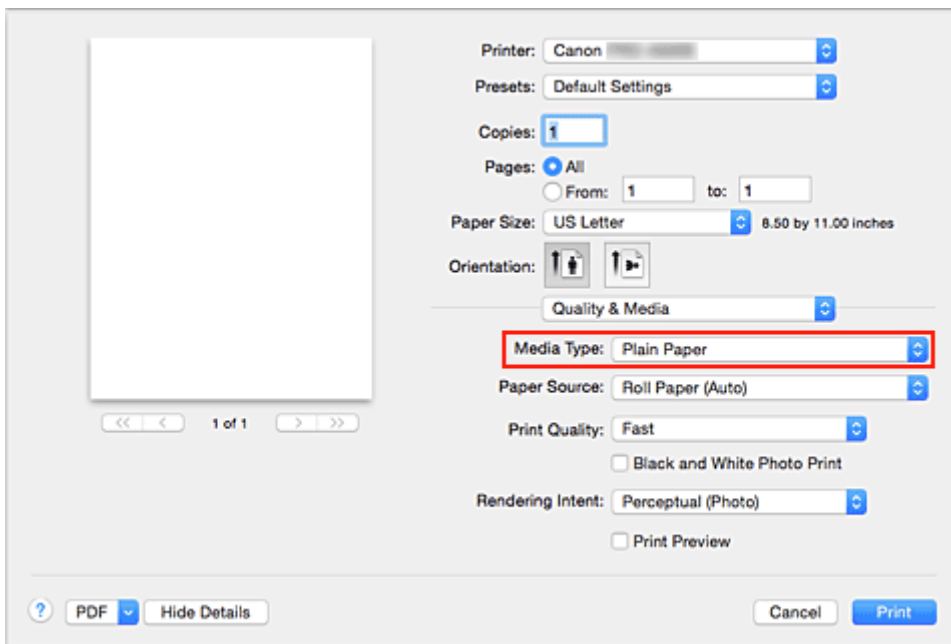 Printer: Canon
Presets: Default Settings
Copies: 1
Pages: All
From: 1 to: 1
Paper Size: US Letter 8.50 by 11.00 inches
Orientation:
Quality & Media
Media Type: Plain Paper
Paper Source: Roll Paper (Auto)
1 of 1
Print Quality: Fast
Black and White Photo Print
Rendering Intent: Perceptual (Photo)
Print Preview
? PDF Hide Details Cancel Print